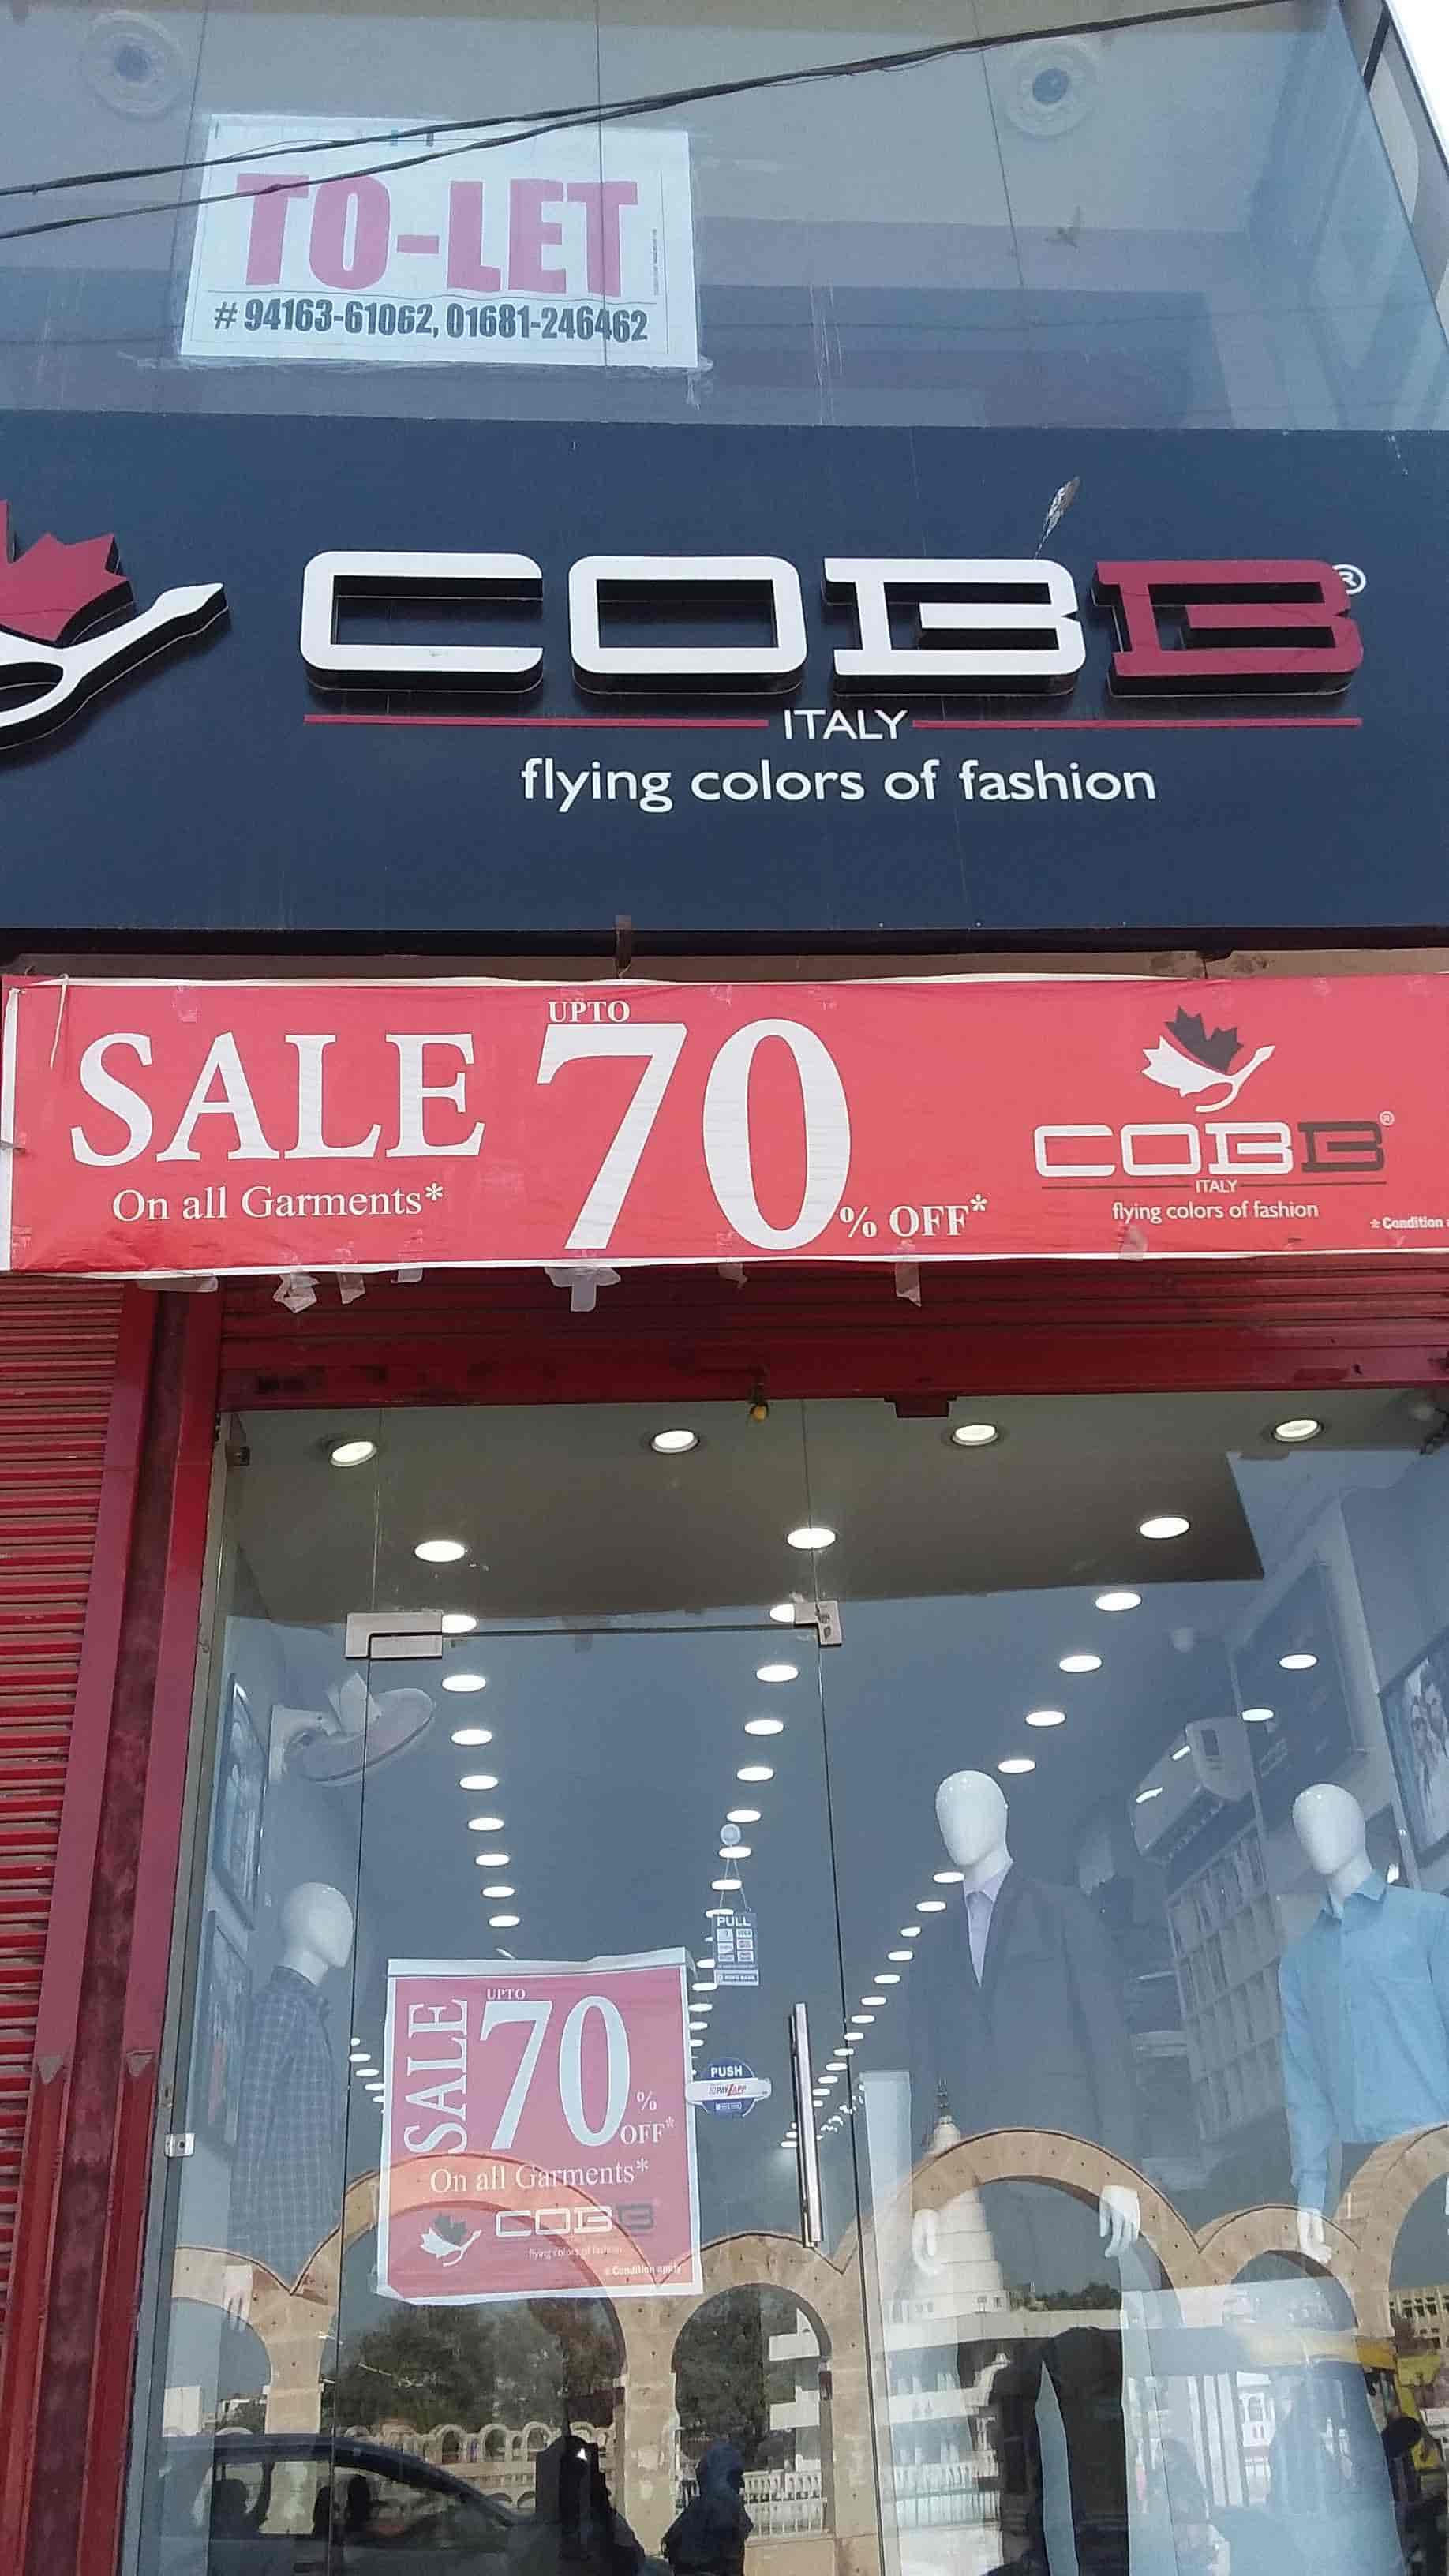 TO-LET
# 94163-61062, 01681-246462
COBB®
ITALY
flying colors of fashion
SALE UPTO 70 % OFF*
On all Garments*
COBB®
ITALY
flying colors of fashion
* Condition
PULL
SALE UPTO 70 % OFF*
On all Garments*
COBB
flying colors of fashion
* Condition apply
PUSH
PAYZAPP